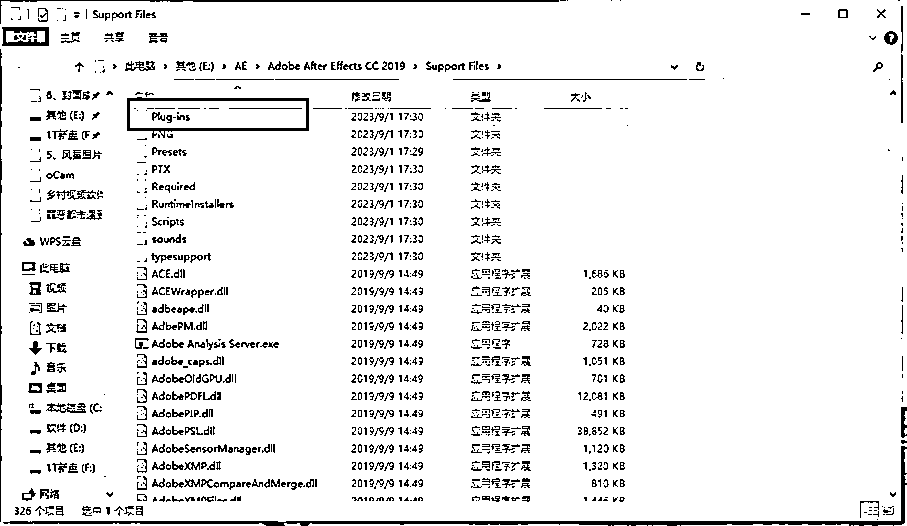 Support Files
文件 主页 共享 查看
此电脑 › 其他 (E:) › AE › Adobe After Effects CC 2019 › Support Files ›
修改日期 类型 大小
Plug-ins 2023/9/1 17:30 文件夹
PNG 2023/9/1 17:30 文件夹
Presets 2023/9/1 17:29 文件夹
PTX 2023/9/1 17:30 文件夹
Required 2023/9/1 17:30 文件夹
RuntimeInstallers 2023/9/1 17:30 文件夹
Scripts 2023/9/1 17:30 文件夹
sounds 2023/9/1 17:30 文件夹
typesupport 2023/9/1 17:30 文件夹
ACE.dll 2019/9/9 14:49 应用程序扩展 1,686 KB
ACEWrapper.dll 2019/9/9 14:49 应用程序扩展 205 KB
adbeape.dll 2019/9/9 14:49 应用程序扩展 40 KB
AdbePM.dll 2019/9/9 14:49 应用程序扩展 2,022 KB
Adobe Analysis Server.exe 2019/9/9 14:49 应用程序 728 KB
adobe_caps.dll 2019/9/9 14:49 应用程序扩展 1,051 KB
AdobeOldGPU.dll 2019/9/9 14:49 应用程序扩展 701 KB
AdobePDFL.dll 2019/9/9 14:49 应用程序扩展 12,081 KB
AdobePIP.dll 2019/9/9 14:49 应用程序扩展 491 KB
AdobePSL.dll 2019/9/9 14:49 应用程序扩展 38,852 KB
AdobeSensorManager.dll 2019/9/9 14:49 应用程序扩展 1,120 KB
AdobeXMP.dll 2019/9/9 14:49 应用程序扩展 1,320 KB
AdobeXMPCompareAndMerge.dll 2019/9/9 14:49 应用程序扩展 810 KB
AdobeXMPFiles.dll 2019/9/9 14:49 应用程序扩展
其他 (E:)
5、风景图片
oCam
乡村视频软件
WPS云盘
此电脑
视频
图片
文档
下载
音乐
桌面
本地磁盘 (C:
软件 (D:)
其他 (E:)
网络
326 个项目 选中 1 个项目